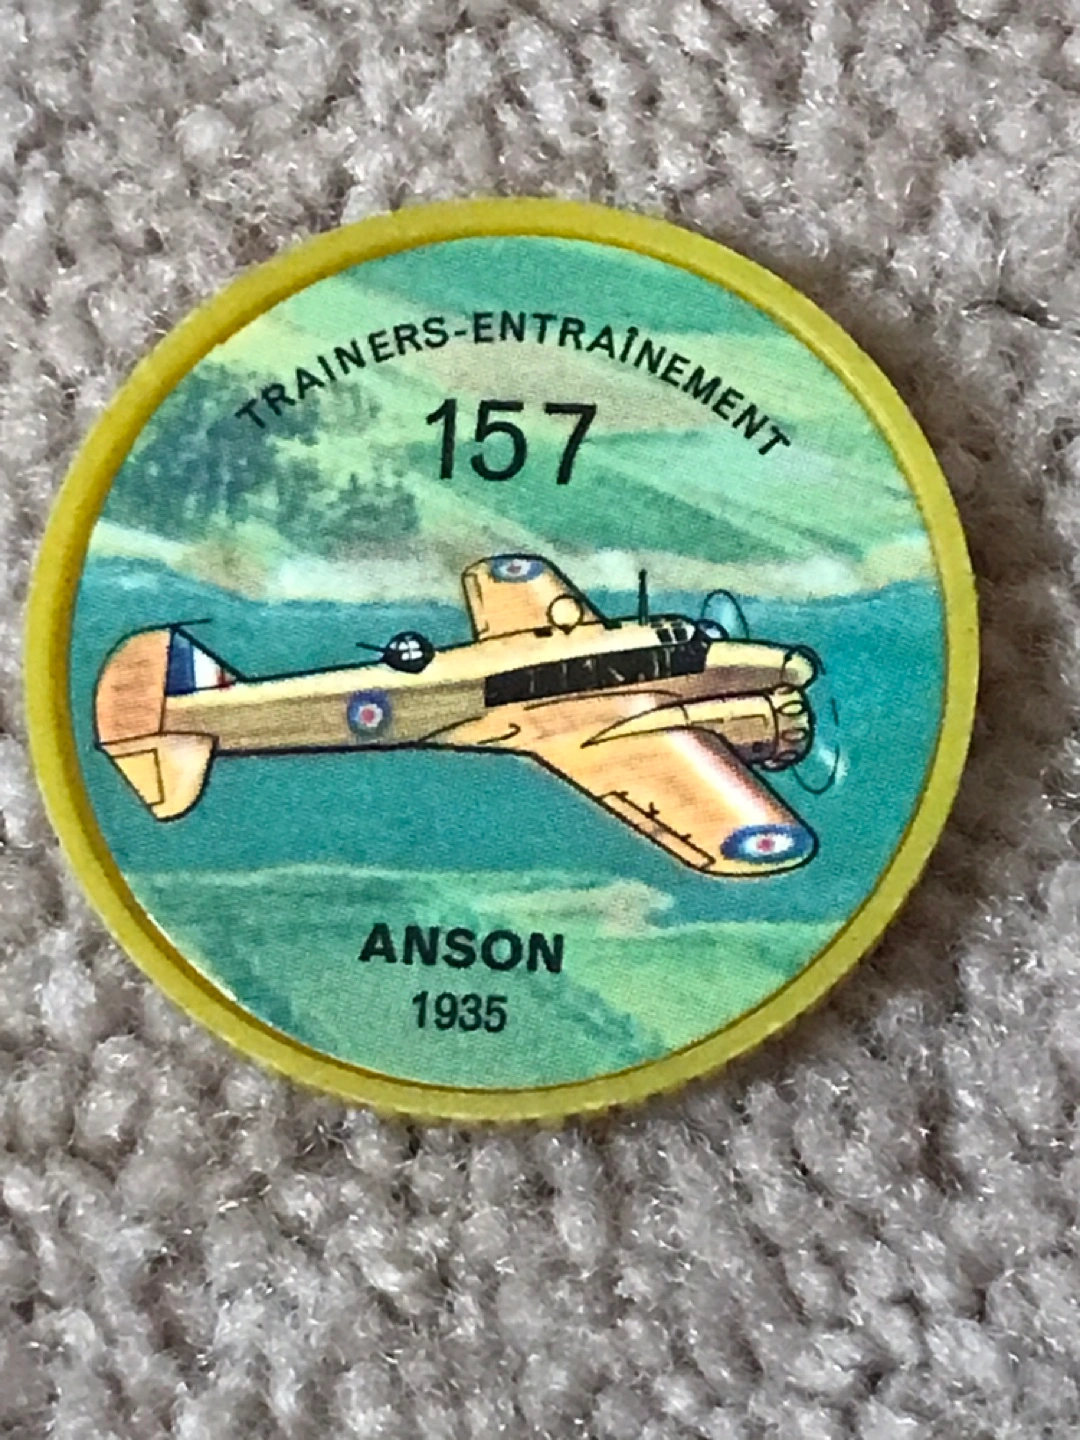 TRAINERS-ENTRAÎNEMENT
157
ANSON
1935